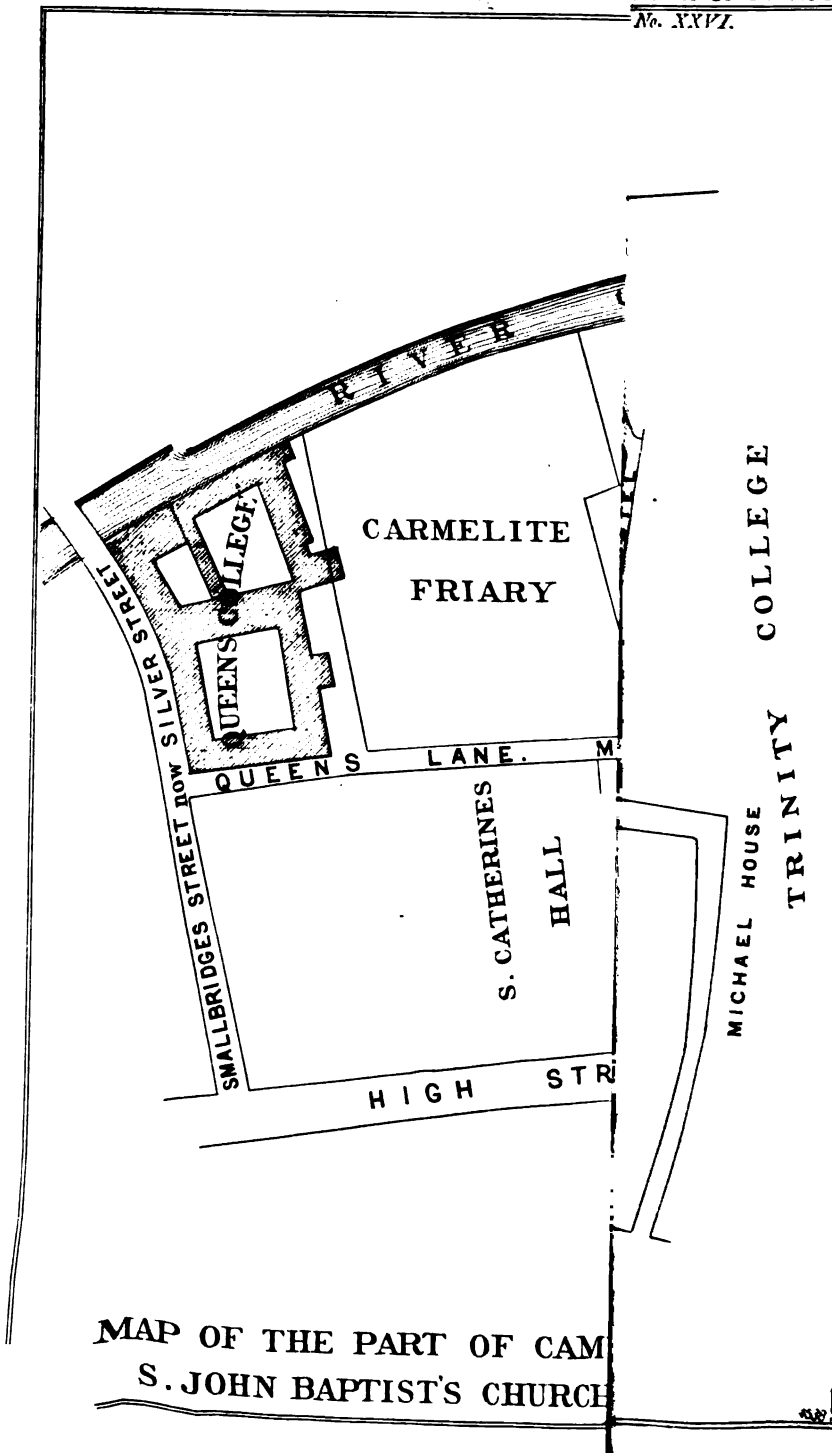 No. XXVI.
RIVER
CARMELITE
FRIARY
QUEENS COLLEGE
SMALLBRIDGES STREET now SILVER STREET
QUEENS LANE. M
S. CATHERINES
HALL
HIGH STR
TRINITY COLLEGE
MICHAEL HOUSE
MAP OF THE PART OF CAM
S. JOHN BAPTIST'S CHURCH